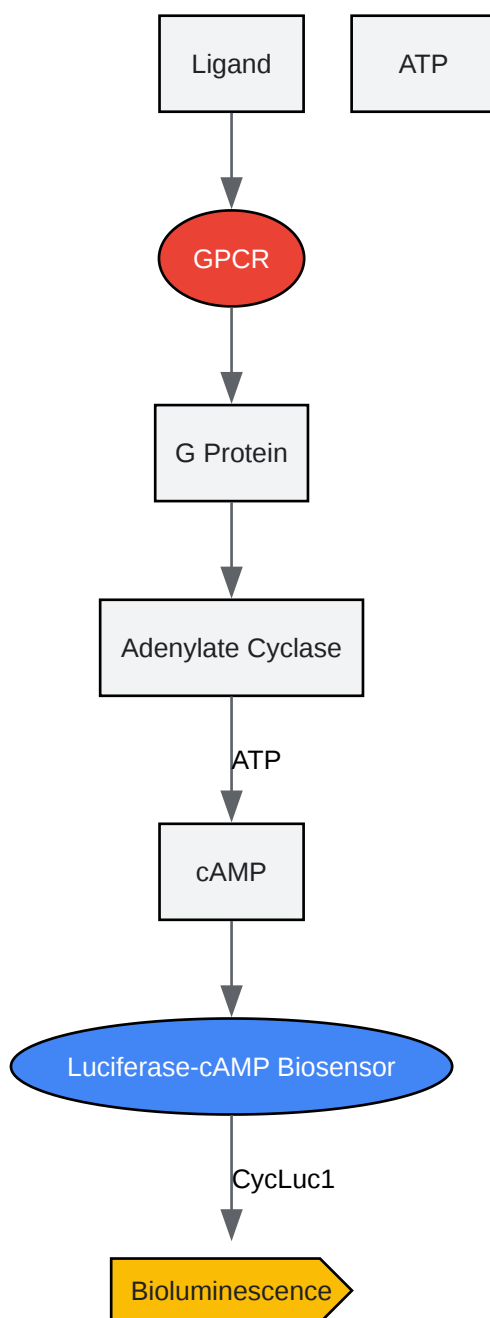 Ligand
ATP
GPCR
G Protein
Adenylate Cyclase
ATP
cAMP
Luciferase-cAMP Biosensor
CycLuc1
Bioluminescence